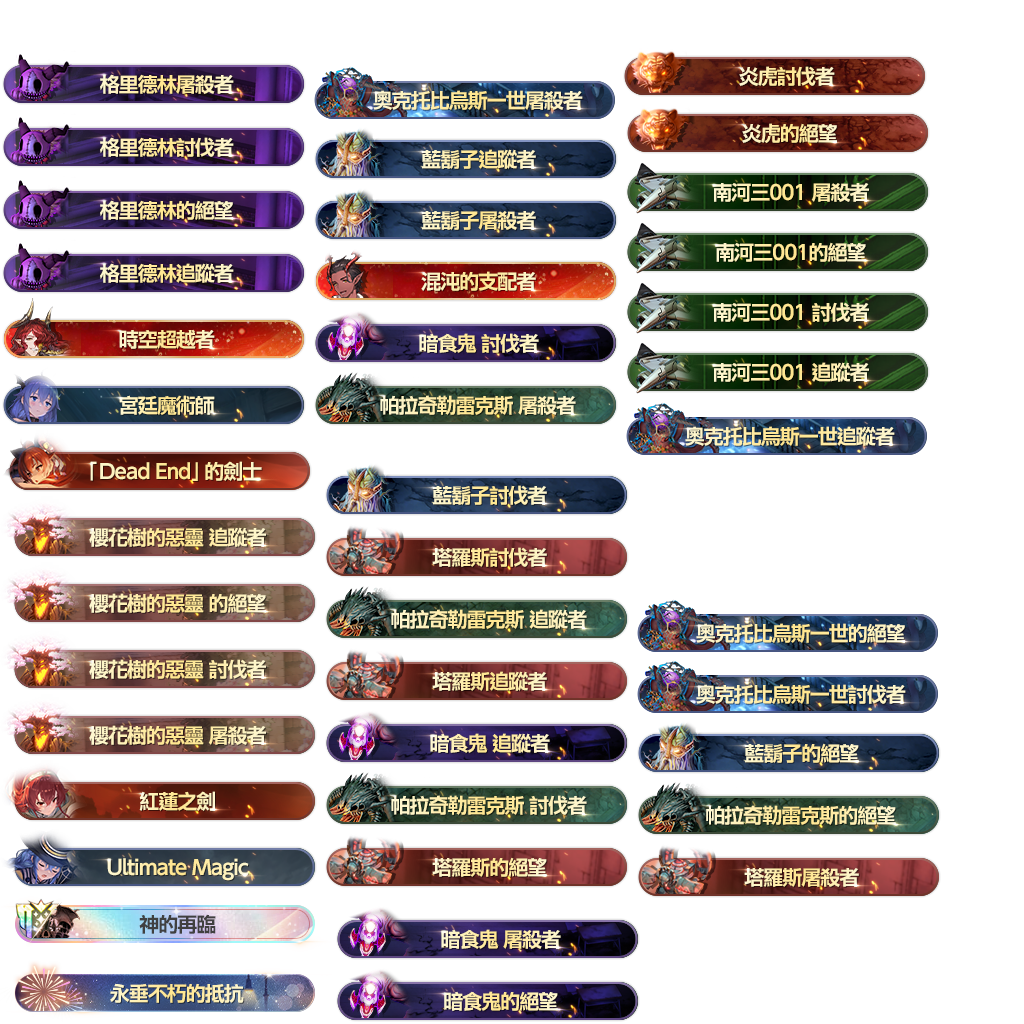 格里德林屠殺者
格里德林討伐者
格里德林的絕望
格里德林追蹤者
時空超越者
宮廷魔術師
「Dead End」的劍士
櫻花樹的惡靈 追蹤者
櫻花樹的惡靈 的絕望
櫻花樹的惡靈 討伐者
櫻花樹的惡靈 屠殺者
紅蓮之劍
Ultimate Magic
神的再臨
永垂不朽的抵抗
奧克托比烏斯一世屠殺者
藍鬍子追蹤者
藍鬍子屠殺者
混沌的支配者
暗食鬼 討伐者
帕拉奇勒雷克斯 屠殺者
藍鬍子討伐者
塔羅斯討伐者
帕拉奇勒雷克斯 追蹤者
塔羅斯追蹤者
暗食鬼 追蹤者
帕拉奇勒雷克斯 討伐者
塔羅斯的絕望
暗食鬼 屠殺者
暗食鬼的絕望
炎虎討伐者
炎虎的絕望
南河三001 屠殺者
南河三001的絕望
南河三001 討伐者
南河三001 追蹤者
奧克托比烏斯一世追蹤者
奧克托比烏斯一世的絕望
奧克托比烏斯一世討伐者
藍鬍子的絕望
帕拉奇勒雷克斯的絕望
塔羅斯屠殺者